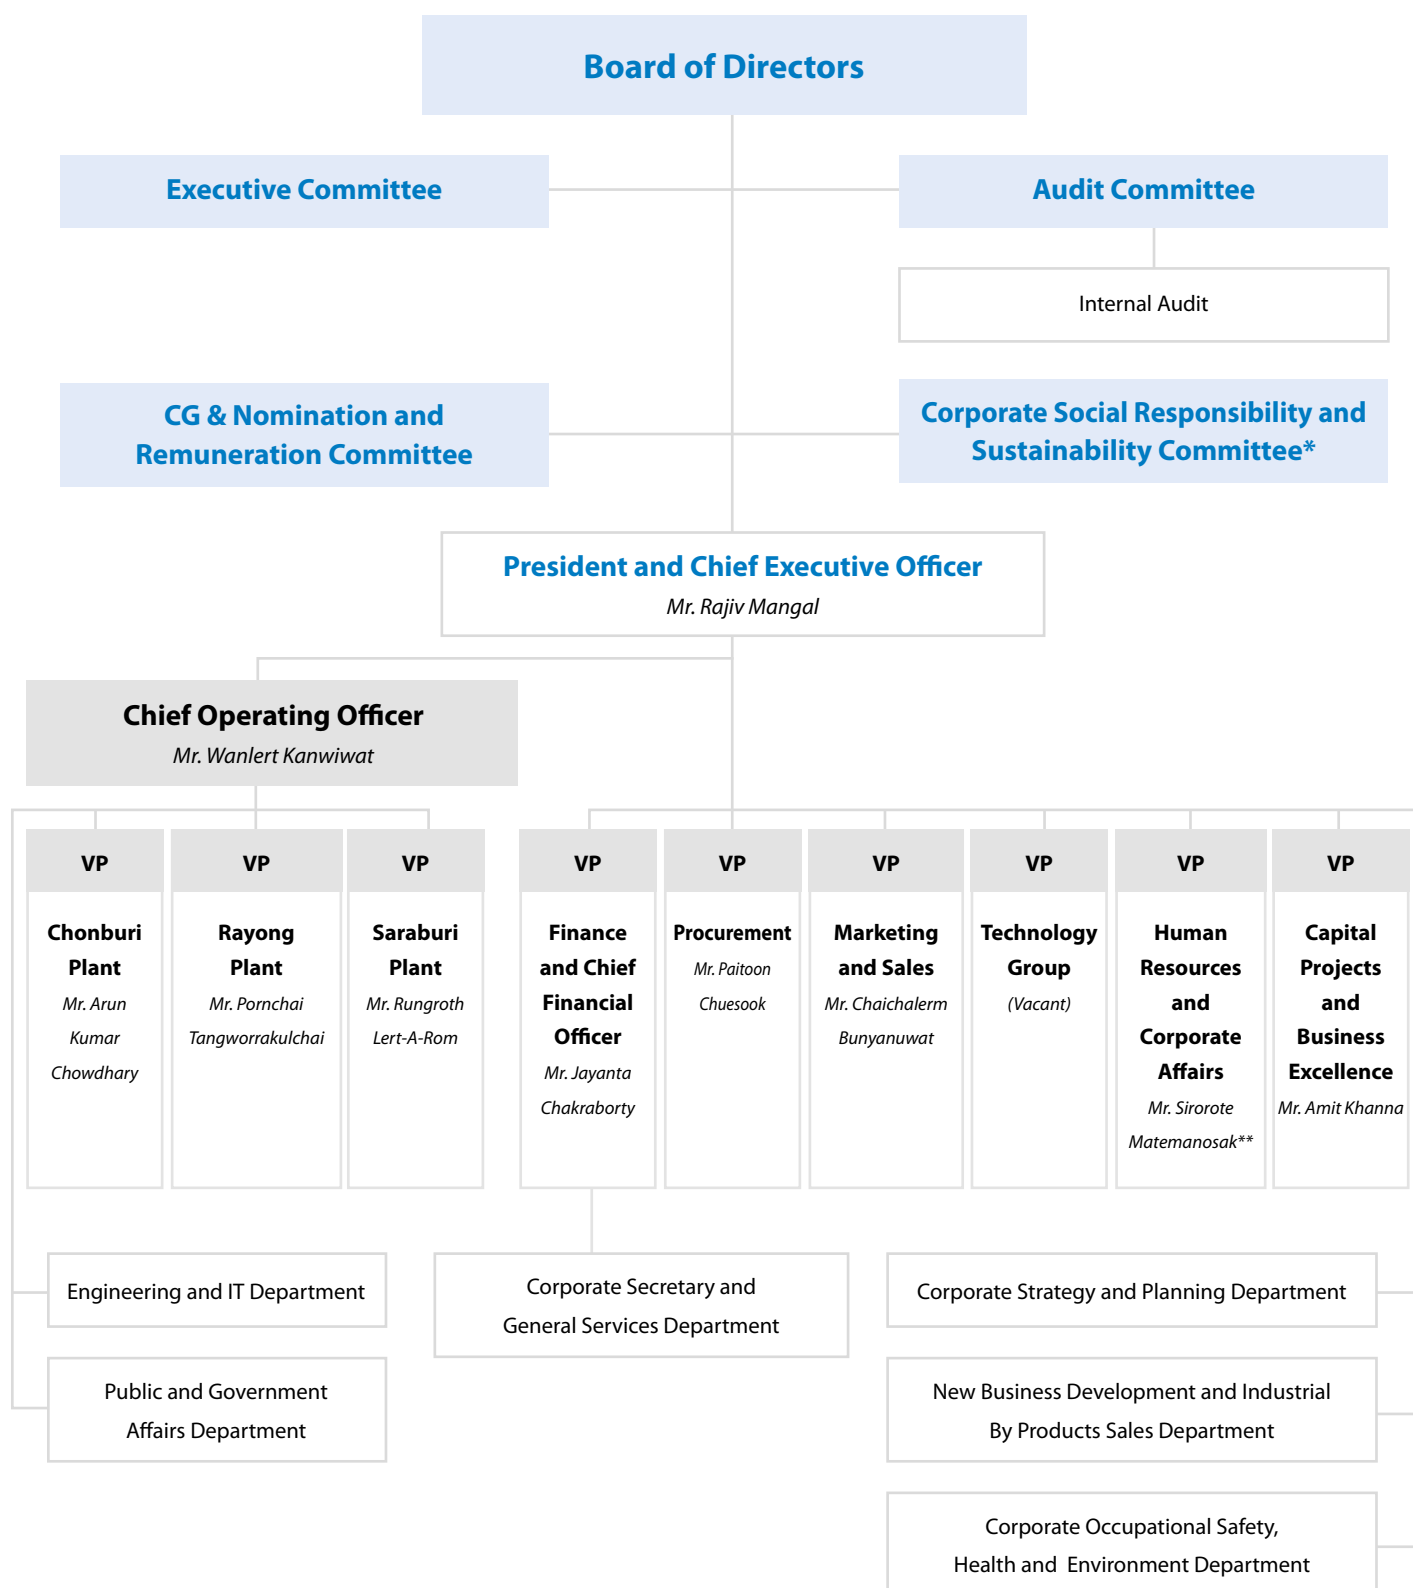 Board of Directors
Executive Committee
Audit Committee
Internal Audit
CG & Nomination and
Remuneration Committee
Corporate Social Responsibility and
Sustainability Committee*
President and Chief Executive Officer
Mr. Rajiv Mangal
Chief Operating Officer
Mr. Wanlert Kanwiwat
VP
Chonburi
Plant
Mr. Arun
Kumar
Chowdhary
VP
Rayong
Plant
Mr. Pornchai
Tangworrakulchai
VP
Saraburi
Plant
Mr. Rungroth
Lert-A-Rom
VP
Finance
and Chief
Financial
Officer
Mr. Jayanta
Chakraborty
VP
Procurement
Mr. Paitoon
Chuesook
VP
Marketing
and Sales
Mr. Chaichalerm
Bunyanuwat
VP
Technology
Group
(Vacant)
VP
Human
Resources
and
Corporate
Affairs
Mr. Sirorote
Matemanosak**
VP
Capital
Projects
and
Business
Excellence
Mr. Amit Khanna
Engineering and IT Department
Public and Government
Affairs Department
Corporate Secretary and
General Services Department
Corporate Strategy and Planning Department
New Business Development and Industrial
By Products Sales Department
Corporate Occupational Safety,
Health and Environment Department